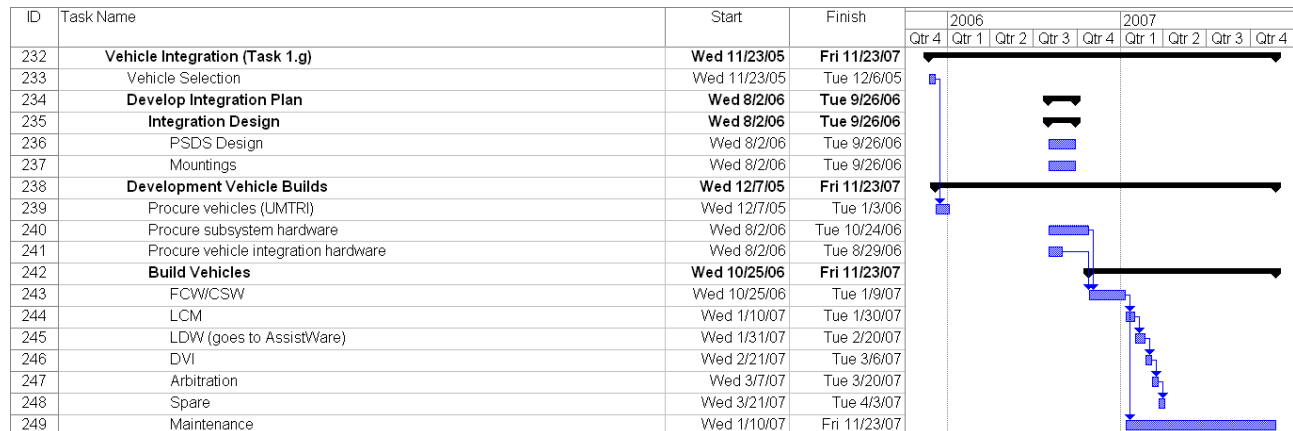 ID Task Name Start Finish 2006 2007
Qtr 4 Qtr 1 Qtr 2 Qtr 3 Qtr 4 Qtr 1 Qtr 2 Qtr 3 Qtr 4
232 Vehicle Integration (Task 1.g) Wed 11/23/05 Fri 11/23/07
233 Vehicle Selection Wed 11/23/05 Tue 12/6/05
234 Develop Integration Plan Wed 8/2/06 Tue 9/26/06
235 Integration Design Wed 8/2/06 Tue 9/26/06
236 PSDS Design Wed 8/2/06 Tue 9/26/06
237 Mountings Wed 8/2/06 Tue 9/26/06
238 Development Vehicle Builds Wed 12/7/05 Fri 11/23/07
239 Procure vehicles (UMTRI) Wed 12/7/05 Tue 1/3/06
240 Procure subsystem hardware Wed 8/2/06 Tue 10/24/06
241 Procure vehicle integration hardware Wed 8/2/06 Tue 8/29/06
242 Build Vehicles Wed 10/25/06 Fri 11/23/07
243 FCW/CSW Wed 10/25/06 Tue 1/9/07
244 LCM Wed 1/10/07 Tue 1/30/07
245 LDW (goes to AssistWare) Wed 1/31/07 Tue 2/20/07
246 DVI Wed 2/21/07 Tue 3/6/07
247 Arbitration Wed 3/7/07 Tue 3/20/07
248 Spare Wed 3/21/07 Tue 4/3/07
249 Maintenance Wed 1/10/07 Fri 11/23/07